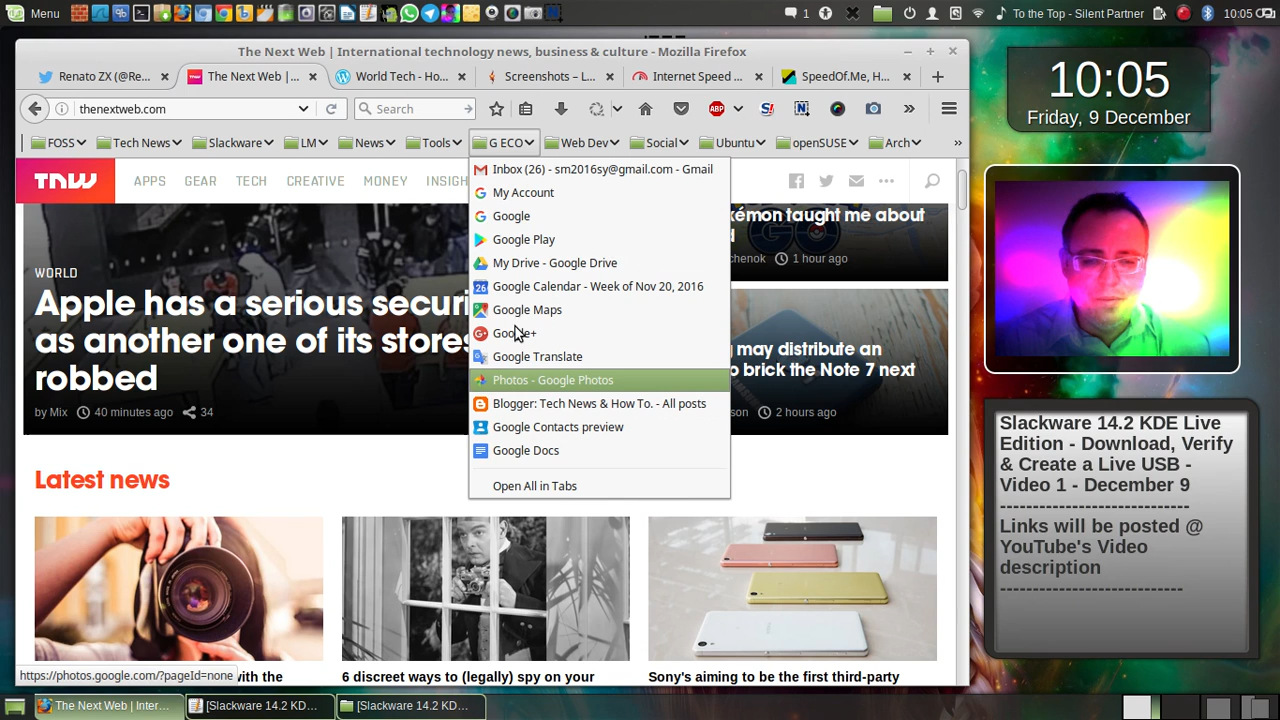 Menu
1
To the Top - Silent Partner
10:05
The Next Web | International technology news, business & culture - Mozilla Firefox
Renato ZX (@Re...
The Next Web |...
World Tech - Ho...
Screenshots – L...
Internet Speed ...
SpeedOf.Me, H...
thenextweb.com
Search
ABP
FOSS
Tech News
Slackware
LM
News
Tools
G ECO
Web Dev
Social
Ubuntu
openSUSE
Arch
TNW
APPS
GEAR
TECH
CREATIVE
MONEY
INSIGH
Inbox (26) - sm2016sy@gmail.com - Gmail
My Account
Google
Google Play
My Drive - Google Drive
26
Google Calendar - Week of Nov 20, 2016
Google Maps
Google+
Google Translate
Photos - Google Photos
Blogger: Tech News & How To. - All posts
Google Contacts preview
Google Docs
Open All in Tabs
WORLD
Apple has a serious securi
as another one of its stores
robbed
by Mix
40 minutes ago
34
kémon taught me about
d
chenok
1 hour ago
may distribute an
o brick the Note 7 next
son
2 hours ago
Latest news
with the
6 discreet ways to (legally) spy on your
Sony's aiming to be the first third-party
https://photos.google.com/?pageId=none
10:05
Friday, 9 December
Slackware 14.2 KDE Live
Edition - Download, Verify
& Create a Live USB -
Video 1 - December 9
-----------------------------
Links will be posted @
YouTube's Video
description
----------------------------
The Next Web | Inter...
[Slackware 14.2 KD...
[Slackware 14.2 KD...